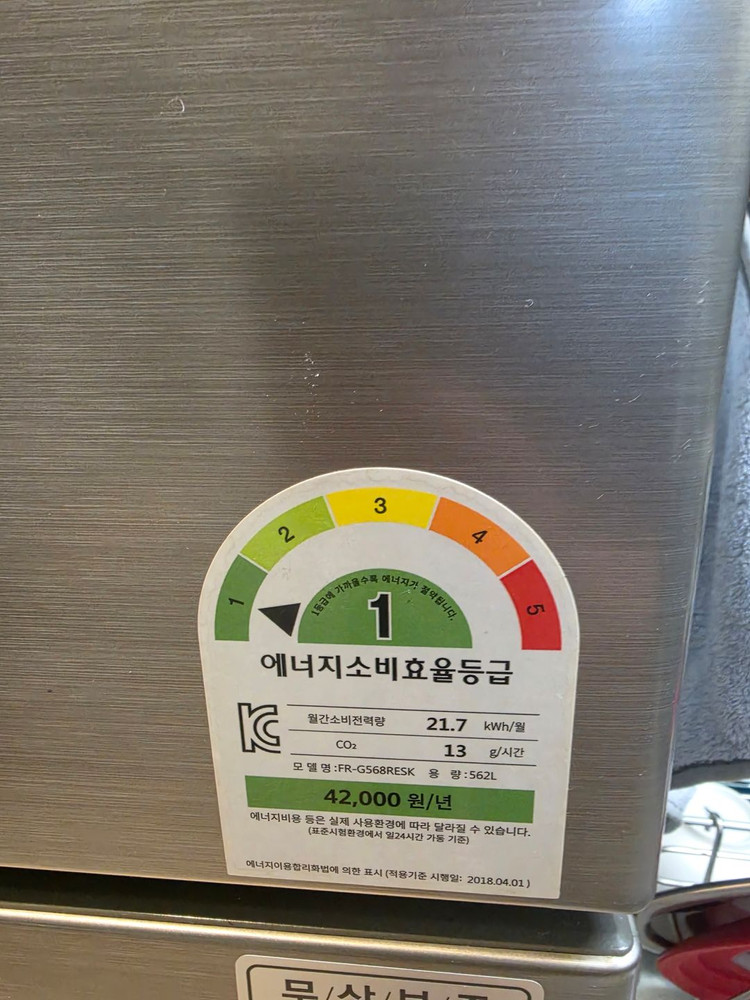 1 2 3 4 5
1등급에 가까울수록 에너지가 절약됩니다.
1
에너지소비효율등급
월간소비전력량 21.7 kWh/월
CO₂ 13 g/시간
모 델 명 :FR-G568RESK 용 량 :562L
42,000 원/년
에너지비용 등은 실제 사용환경에 따라 달라질 수 있습니다.
(표준시험환경에서 일24시간 가동 기준)
에너지이용합리화법에 의한 표시 (적용기준 시행일: 2018.04.01)
무/상/보/증